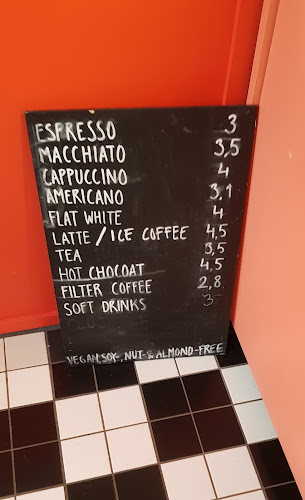 ESPRESSO 3
MACCHIATO 3,5
CAPPUCCINO 4
AMERICANO 3,1
FLAT WHITE 4
LATTE / ICE COFFEE 4,5
TEA 3,5
HOT CHOCOAT 4.5
FILTER COFFEE 2,8
SOFT DRINKS 3
VEGAN, SOY-, NUT- & ALMOND-FREE